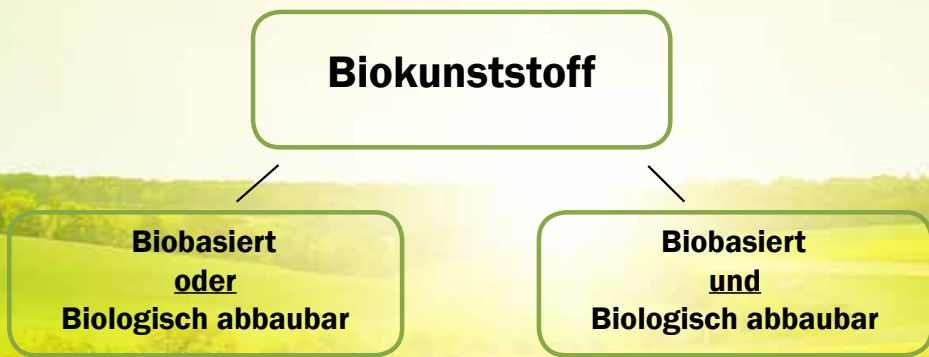 Biokunststoff
Biobasiert
oder
Biologisch abbaubar
Biobasiert
und
Biologisch abbaubar